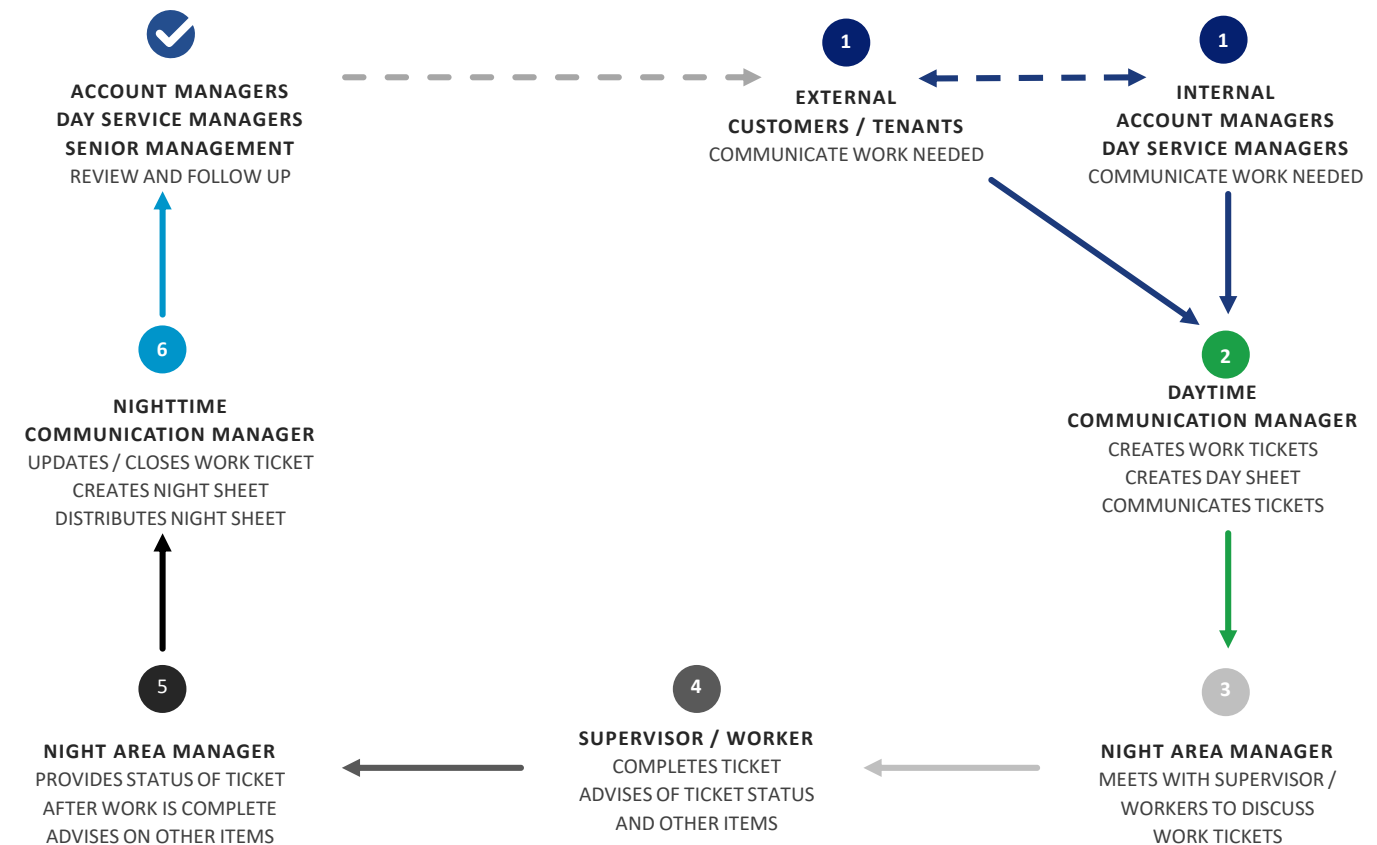 ACCOUNT MANAGERS
DAY SERVICE MANAGERS
SENIOR MANAGEMENT
REVIEW AND FOLLOW UP
1
EXTERNAL
CUSTOMERS / TENANTS
COMMUNICATE WORK NEEDED
1
INTERNAL
ACCOUNT MANAGERS
DAY SERVICE MANAGERS
COMMUNICATE WORK NEEDED
2
DAYTIME
COMMUNICATION MANAGER
CREATES WORK TICKETS
CREATES DAY SHEET
COMMUNICATES TICKETS
3
NIGHT AREA MANAGER
MEETS WITH SUPERVISOR /
WORKERS TO DISCUSS
WORK TICKETS
4
SUPERVISOR / WORKER
COMPLETES TICKET
ADVISES OF TICKET STATUS
AND OTHER ITEMS
5
NIGHT AREA MANAGER
PROVIDES STATUS OF TICKET
AFTER WORK IS COMPLETE
ADVISES ON OTHER ITEMS
6
NIGHTTIME
COMMUNICATION MANAGER
UPDATES / CLOSES WORK TICKET
CREATES NIGHT SHEET
DISTRIBUTES NIGHT SHEET